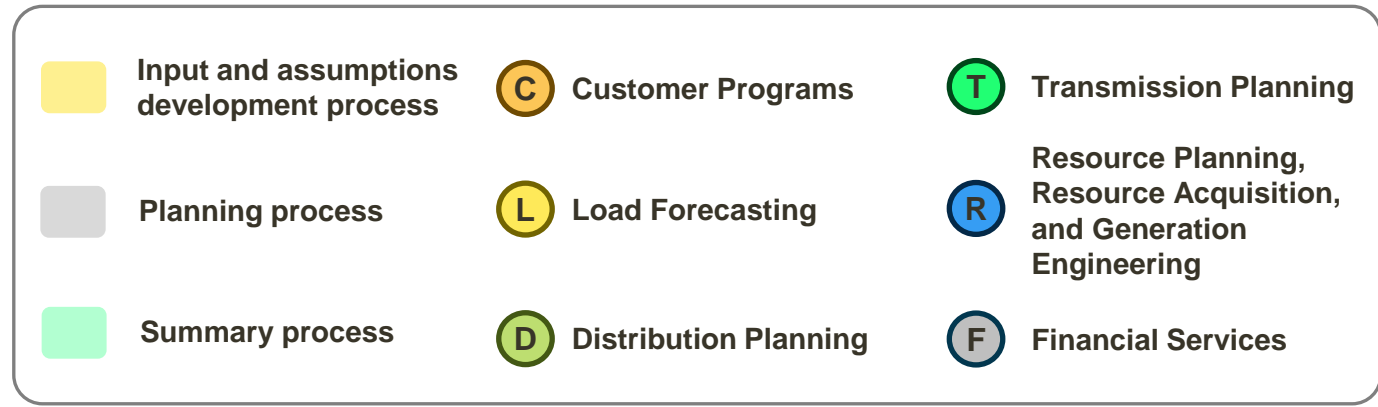 Input and assumptions
development process
Planning process
Summary process
C Customer Programs
L Load Forecasting
D Distribution Planning
T Transmission Planning
R Resource Planning,
Resource Acquisition,
and Generation
Engineering
F Financial Services